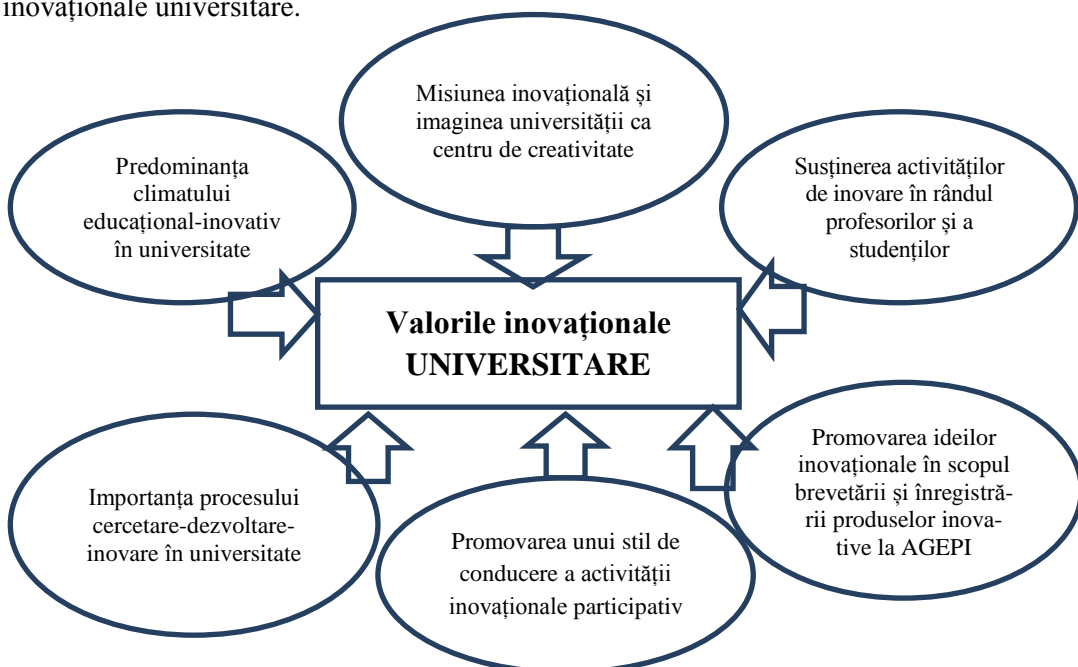 inovaționale universitare.
Misiunea inovațională și
imaginea universității ca
centru de creativitate
Predominanța
climatului
educațional-inovativ
în universitate
Susținerea activităților
de inovare în rândul
profesorilor și a
studenților
Valorile inovaționale
UNIVERSITARE
Importanța procesului
cercetare-dezvoltare-
inovare în universitate
Promovarea unui stil de
conducere a activității
inovaționale participativ
Promovarea ideilor
inovaționale în scopul
brevetării și înregistră-
rii produselor inova-
tive la AGEPI